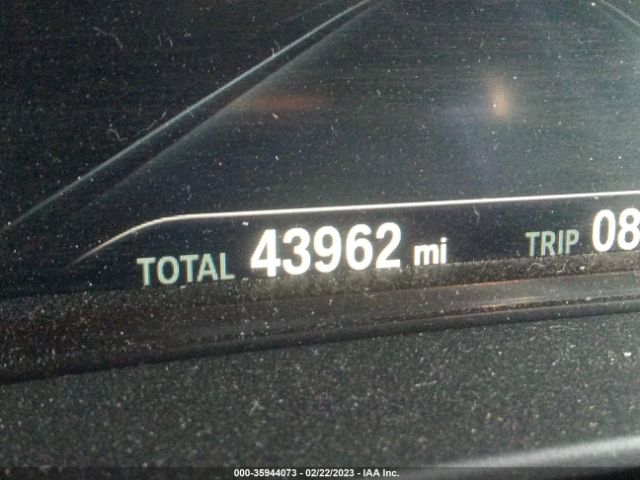 TOTAL 43962 mi TRIP 08
000-35944073 - 02/22/2023 - IAA Inc.